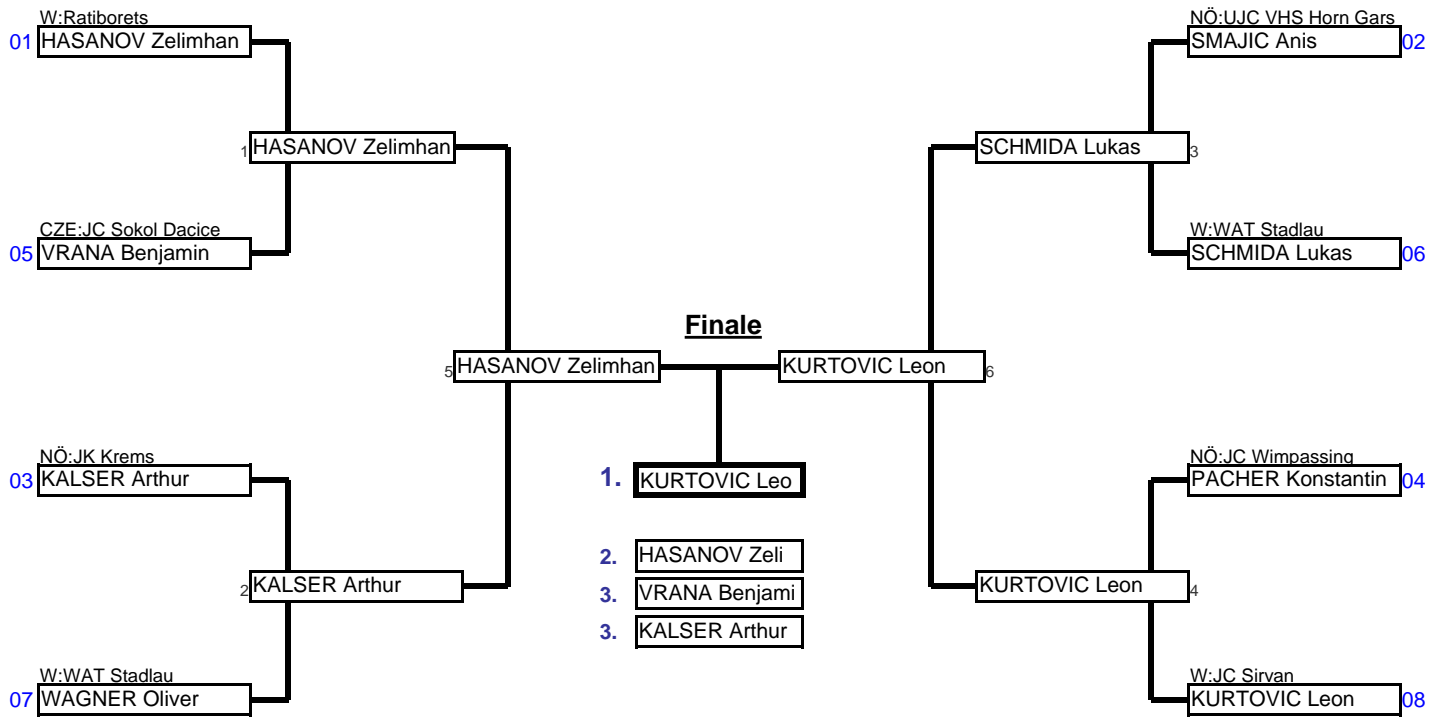 W:Ratiborets
01 HASANOV Zelimhan
NÖ:UJC VHS Horn Gars
SMAJIC Anis 02
1 HASANOV Zelimhan
SCHMIDA Lukas 3
CZE:JC Sokol Dacice
05 VRANA Benjamin
W:WAT Stadlau
SCHMIDA Lukas 06
Finale
5 HASANOV Zelimhan
KURTOVIC Leon 6
NÖ:JK Krems
03 KALSER Arthur
1. KURTOVIC Leo
NÖ:JC Wimpassing
PACHER Konstantin 04
2. HASANOV Zeli
2 KALSER Arthur
3. VRANA Benjami
KURTOVIC Leon 4
3. KALSER Arthur
W:WAT Stadlau
07 WAGNER Oliver
W:JC Sirvan
KURTOVIC Leon 08